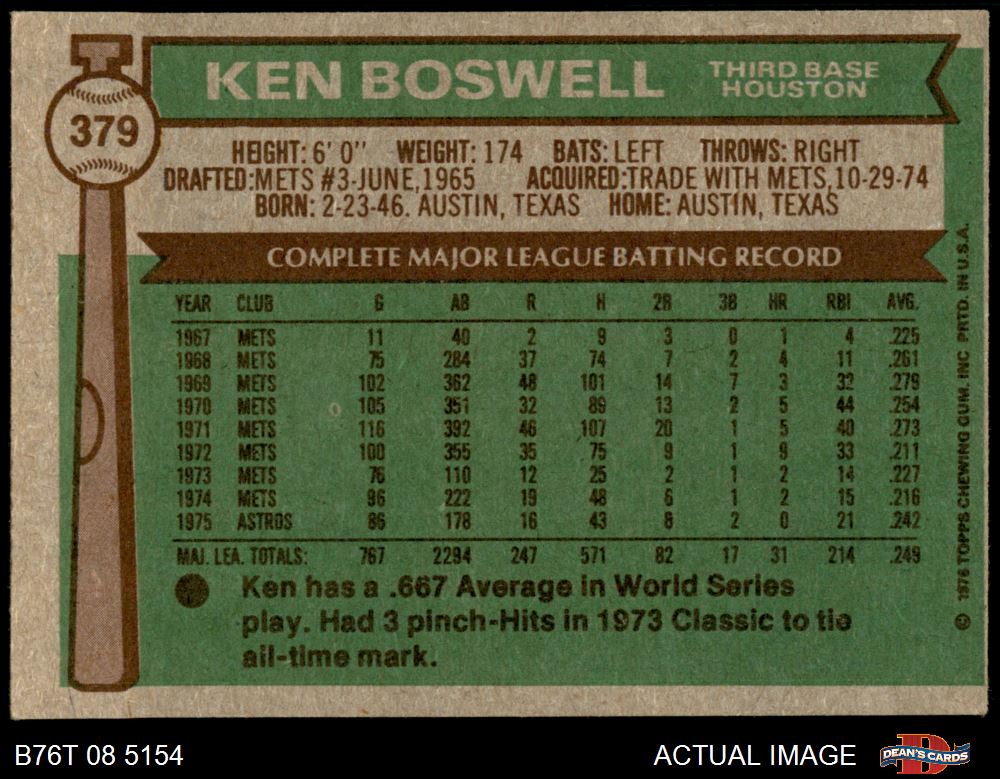 KEN BOSWELL
THIRD BASE
HOUSTON
379
HEIGHT: 6' 0" WEIGHT: 174 BATS: LEFT THROWS: RIGHT
DRAFTED: METS #3-JUNE, 1965 ACQUIRED: TRADE WITH METS, 10-29-74
BORN: 2-23-46. AUSTIN, TEXAS HOME: AUSTIN, TEXAS
COMPLETE MAJOR LEAGUE BATTING RECORD
YEAR CLUB G AB R H 2B 3B HR RBI AVG.
1967 METS 11 40 2 9 3 0 1 4 .225
1968 METS 75 284 37 74 7 2 4 11 .261
1969 METS 102 362 48 101 14 7 3 32 .279
1970 METS 105 351 32 89 13 2 5 44 .254
1971 METS 116 392 46 107 20 1 5 40 .273
1972 METS 100 355 35 75 9 1 9 33 .211
1973 METS 76 110 12 25 2 1 2 14 .227
1974 METS 96 222 19 48 6 1 2 15 .216
1975 ASTROS 86 178 16 43 8 2 0 21 .242
MAJ. LEA. TOTALS: 767 2294 247 571 82 17 31 214 .249
Ken has a .667 Average in World Series
play. Had 3 pinch-Hits in 1973 Classic to tie
all-time mark.
© 1976 TOPPS CHEWING GUM, INC PRTD. IN U.S.A.
B76T 08 5154
ACTUAL IMAGE
DEAN'S CARDS